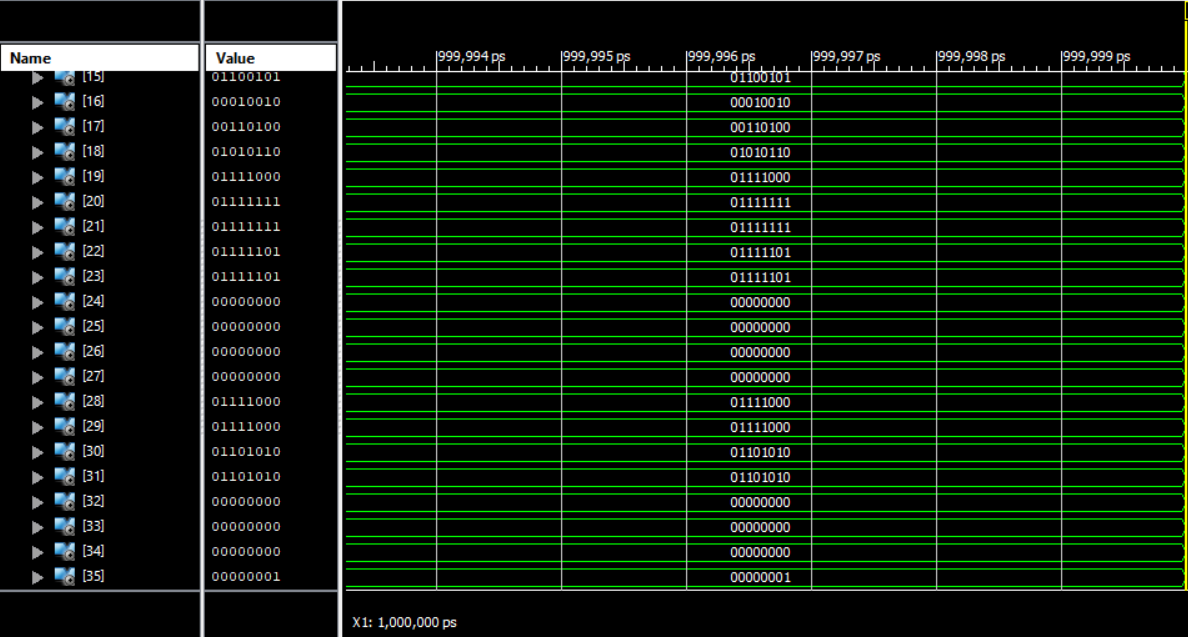 999,994 ps 999,995 ps 999,996 ps 999,997 ps 999,998 ps 999,999 ps
Name Value
[15] 01100101 01100101
[16] 00010010 00010010
[17] 00110100 00110100
[18] 01010110 01010110
[19] 01111000 01111000
[20] 01111111 01111111
[21] 01111111 01111111
[22] 01111101 01111101
[23] 01111101 01111101
[24] 00000000 00000000
[25] 00000000 00000000
[26] 00000000 00000000
[27] 00000000 00000000
[28] 01111000 01111000
[29] 01111000 01111000
[30] 01101010 01101010
[31] 01101010 01101010
[32] 00000000 00000000
[33] 00000000 00000000
[34] 00000000 00000000
[35] 00000001 00000001
X1: 1,000,000 ps